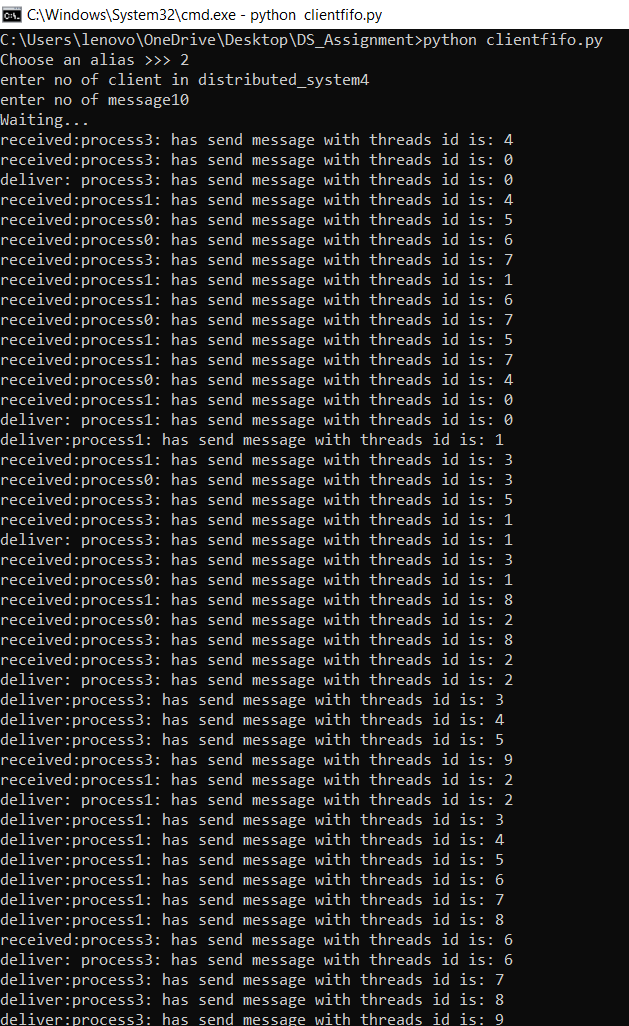 C:\Windows\System32\cmd.exe - python  clientfifo.py
C:\Users\lenovo\OneDrive\Desktop\DS_Assignment>python clientfifo.py
Choose an alias >>> 2
enter no of client in distributed_system4
enter no of message10
Waiting...
received:process3: has send message with threads id is: 4
received:process3: has send message with threads id is: 0
deliver: process3: has send message with threads id is: 0
received:process1: has send message with threads id is: 4
received:process0: has send message with threads id is: 5
received:process0: has send message with threads id is: 6
received:process3: has send message with threads id is: 7
received:process1: has send message with threads id is: 1
received:process1: has send message with threads id is: 6
received:process0: has send message with threads id is: 7
received:process1: has send message with threads id is: 5
received:process1: has send message with threads id is: 7
received:process0: has send message with threads id is: 4
received:process1: has send message with threads id is: 0
deliver: process1: has send message with threads id is: 0
deliver:process1: has send message with threads id is: 1
received:process1: has send message with threads id is: 3
received:process0: has send message with threads id is: 3
received:process3: has send message with threads id is: 5
received:process3: has send message with threads id is: 1
deliver: process3: has send message with threads id is: 1
received:process3: has send message with threads id is: 3
received:process0: has send message with threads id is: 1
received:process1: has send message with threads id is: 8
received:process0: has send message with threads id is: 2
received:process3: has send message with threads id is: 8
received:process3: has send message with threads id is: 2
deliver: process3: has send message with threads id is: 2
deliver:process3: has send message with threads id is: 3
deliver:process3: has send message with threads id is: 4
deliver:process3: has send message with threads id is: 5
received:process3: has send message with threads id is: 9
received:process1: has send message with threads id is: 2
deliver: process1: has send message with threads id is: 2
deliver:process1: has send message with threads id is: 3
deliver:process1: has send message with threads id is: 4
deliver:process1: has send message with threads id is: 5
deliver:process1: has send message with threads id is: 6
deliver:process1: has send message with threads id is: 7
deliver:process1: has send message with threads id is: 8
received:process3: has send message with threads id is: 6
deliver: process3: has send message with threads id is: 6
deliver:process3: has send message with threads id is: 7
deliver:process3: has send message with threads id is: 8
deliver:process3: has send message with threads id is: 9